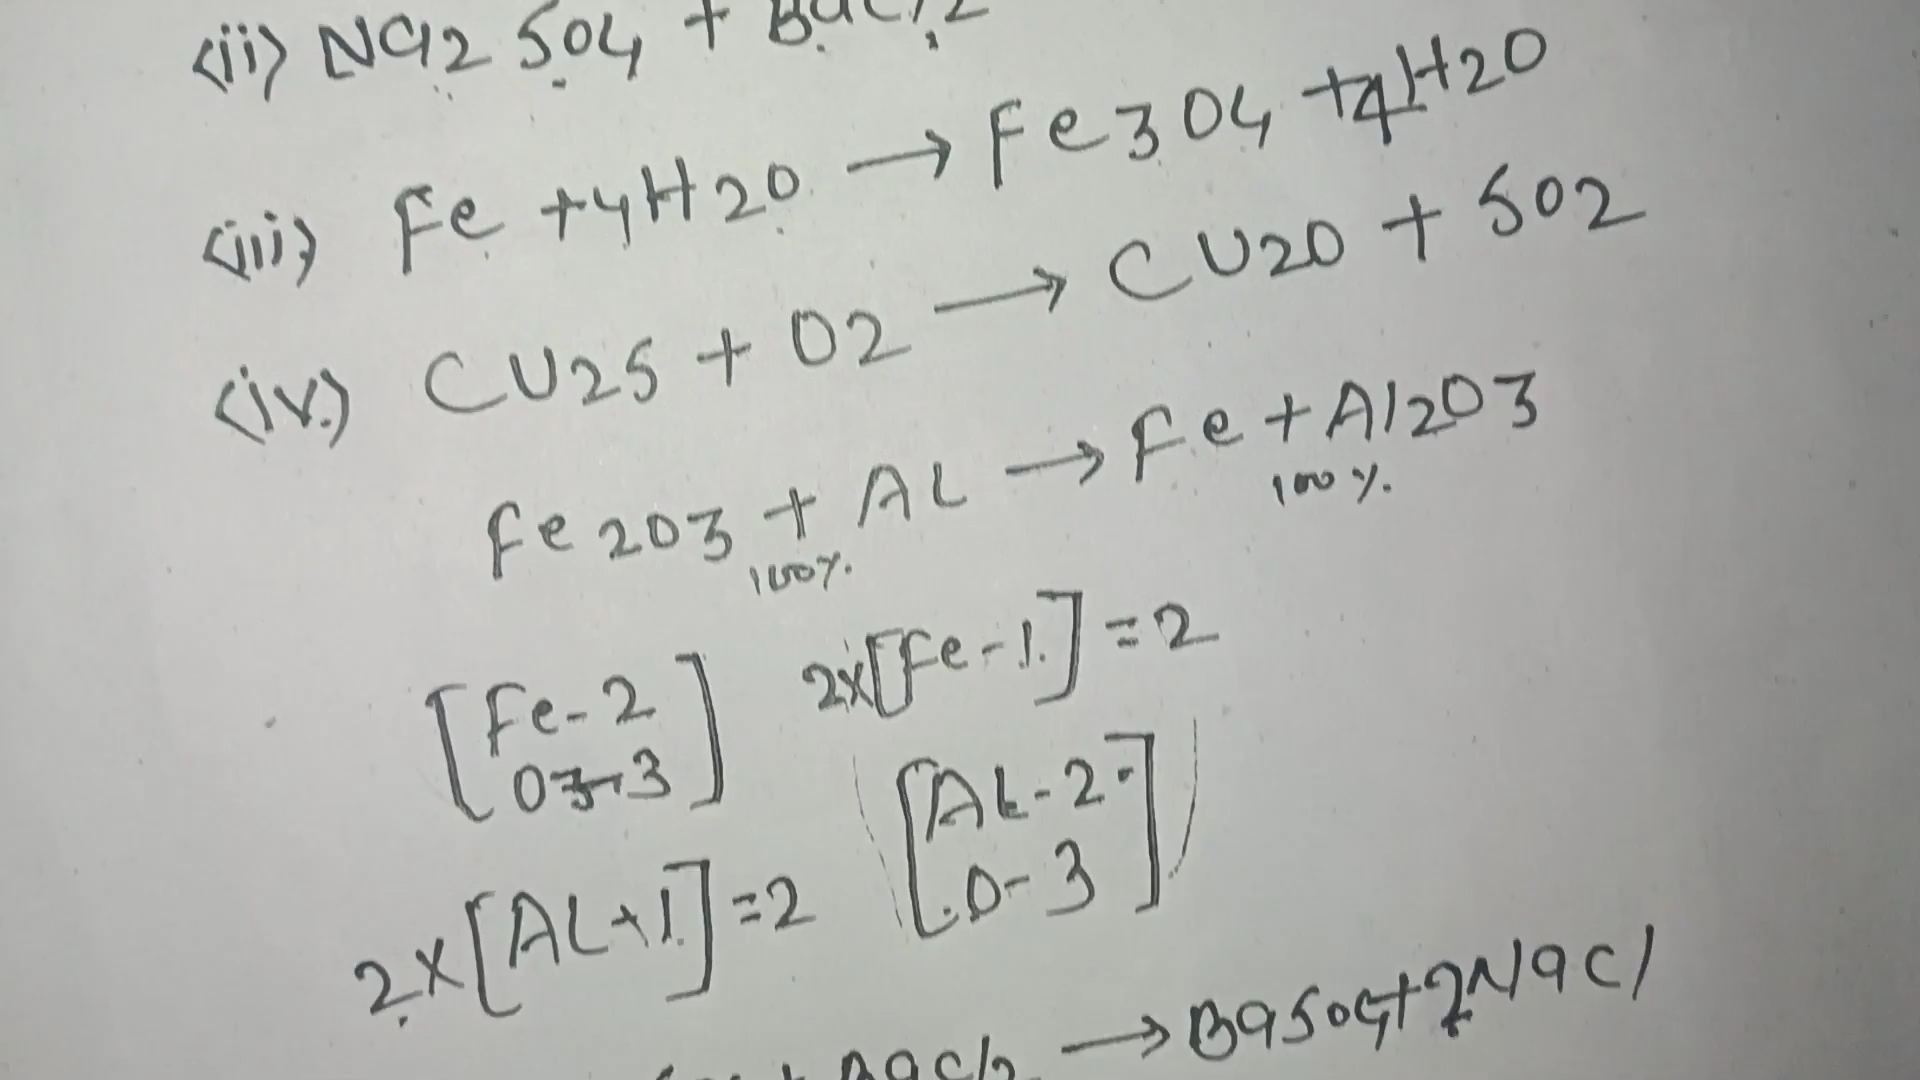 (ii) Na2 SO4 + BaCl2
(iii) Fe + 4H2O → Fe3O4 + 4H2O
(iv) Cu2S + O2 → Cu2O + SO2
Fe2O3 + AL → Fe + Al2O3
100% 100%
[Fe-2 2x[Fe-1.] = 2
O3-3] [AL-2
2x[AL+1] = 2 O-3]
→ BaSO4+2NaCl